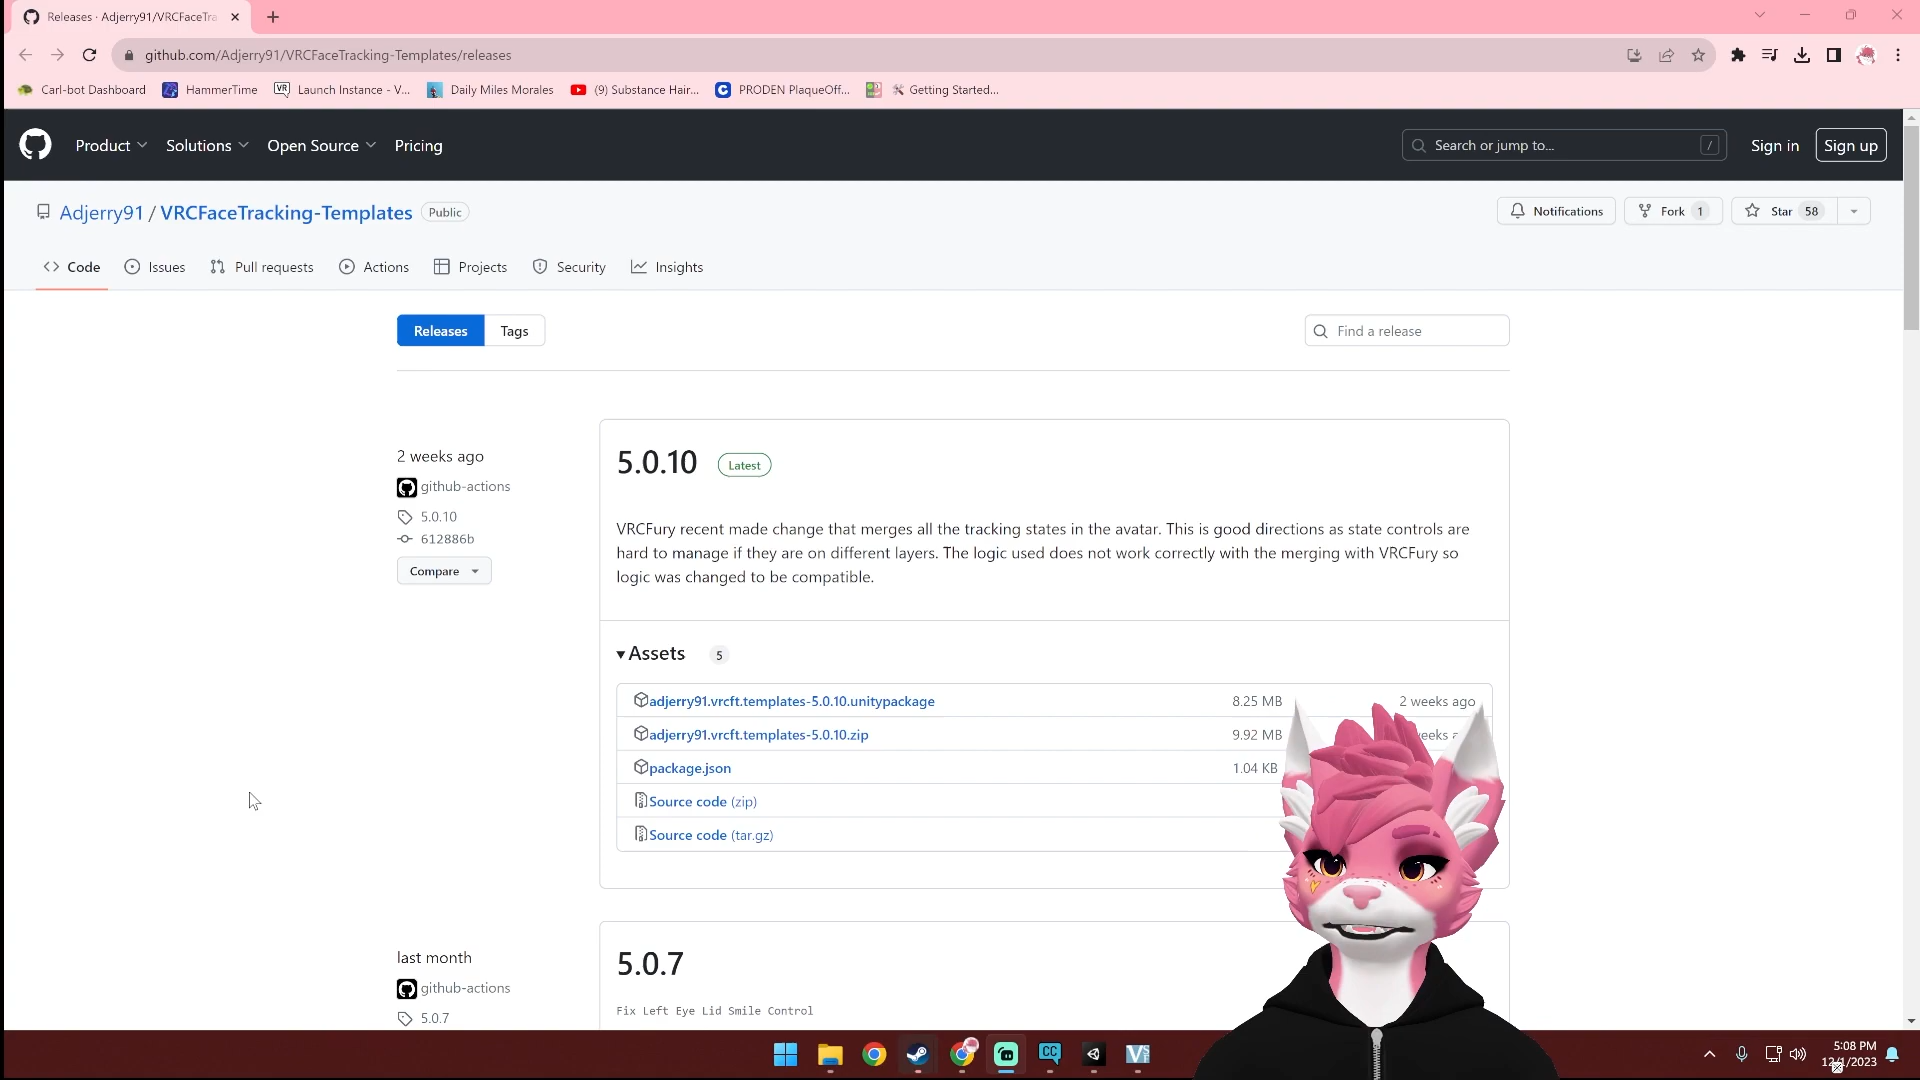 Releases · Adjerry91/VRCFaceTra
github.com/Adjerry91/VRCFaceTracking-Templates/releases
Carl-bot Dashboard
HammerTime
VR
Launch Instance - V...
Daily Miles Morales
(9) Substance Hair...
PRODEN PlaqueOff...
Getting Started...
Product
Solutions
Open Source
Pricing
Search or jump to...
/
Sign in
Sign up
Adjerry91 / VRCFaceTracking-Templates
Public
Notifications
Fork 1
Star 58
Code
Issues
Pull requests
Actions
Projects
Security
Insights
Releases
Tags
Find a release
2 weeks ago
github-actions
5.0.10
612886b
Compare
5.0.10
Latest
VRCFury recent made change that merges all the tracking states in the avatar. This is good directions as state controls are
hard to manage if they are on different layers. The logic used does not work correctly with the merging with VRCFury so
logic was changed to be compatible.
Assets 5
adjerry91.vrcft.templates-5.0.10.unitypackage
8.25 MB
2 weeks ago
adjerry91.vrcft.templates-5.0.10.zip
9.92 MB
package.json
1.04 KB
Source code (zip)
Source code (tar.gz)
last month
github-actions
5.0.7
5.0.7
Fix Left Eye Lid Smile Control
CC
5:08 PM
12/1/2023